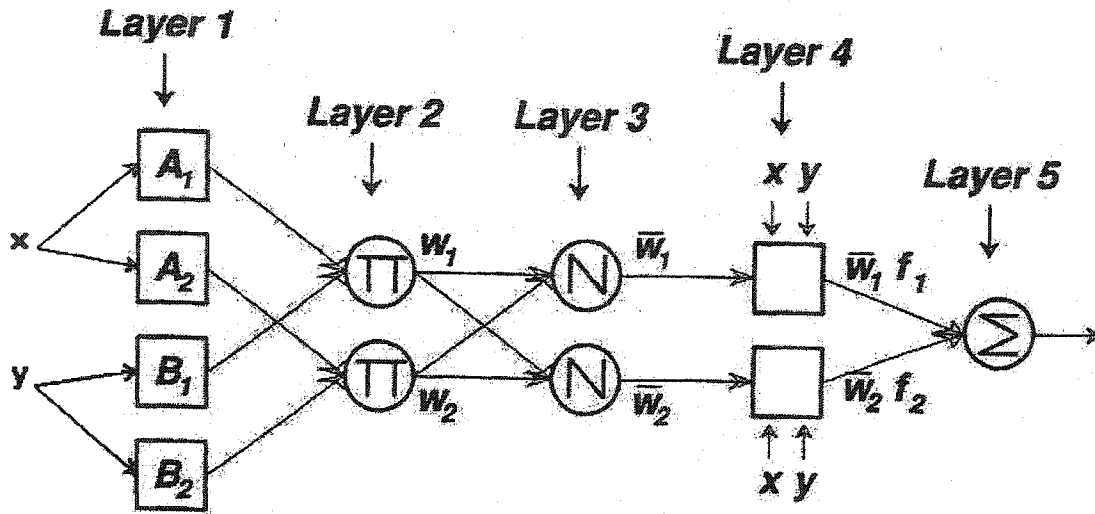 Layer 1
Layer 2
Layer 3
Layer 4
Layer 5
x
y
A₁
A₂
B₁
B₂
Π
Π
w₁
w₂
N
N
w̅₁
w̅₂
x y
x y
w̅₁ f₁
w̅₂ f₂
Σ